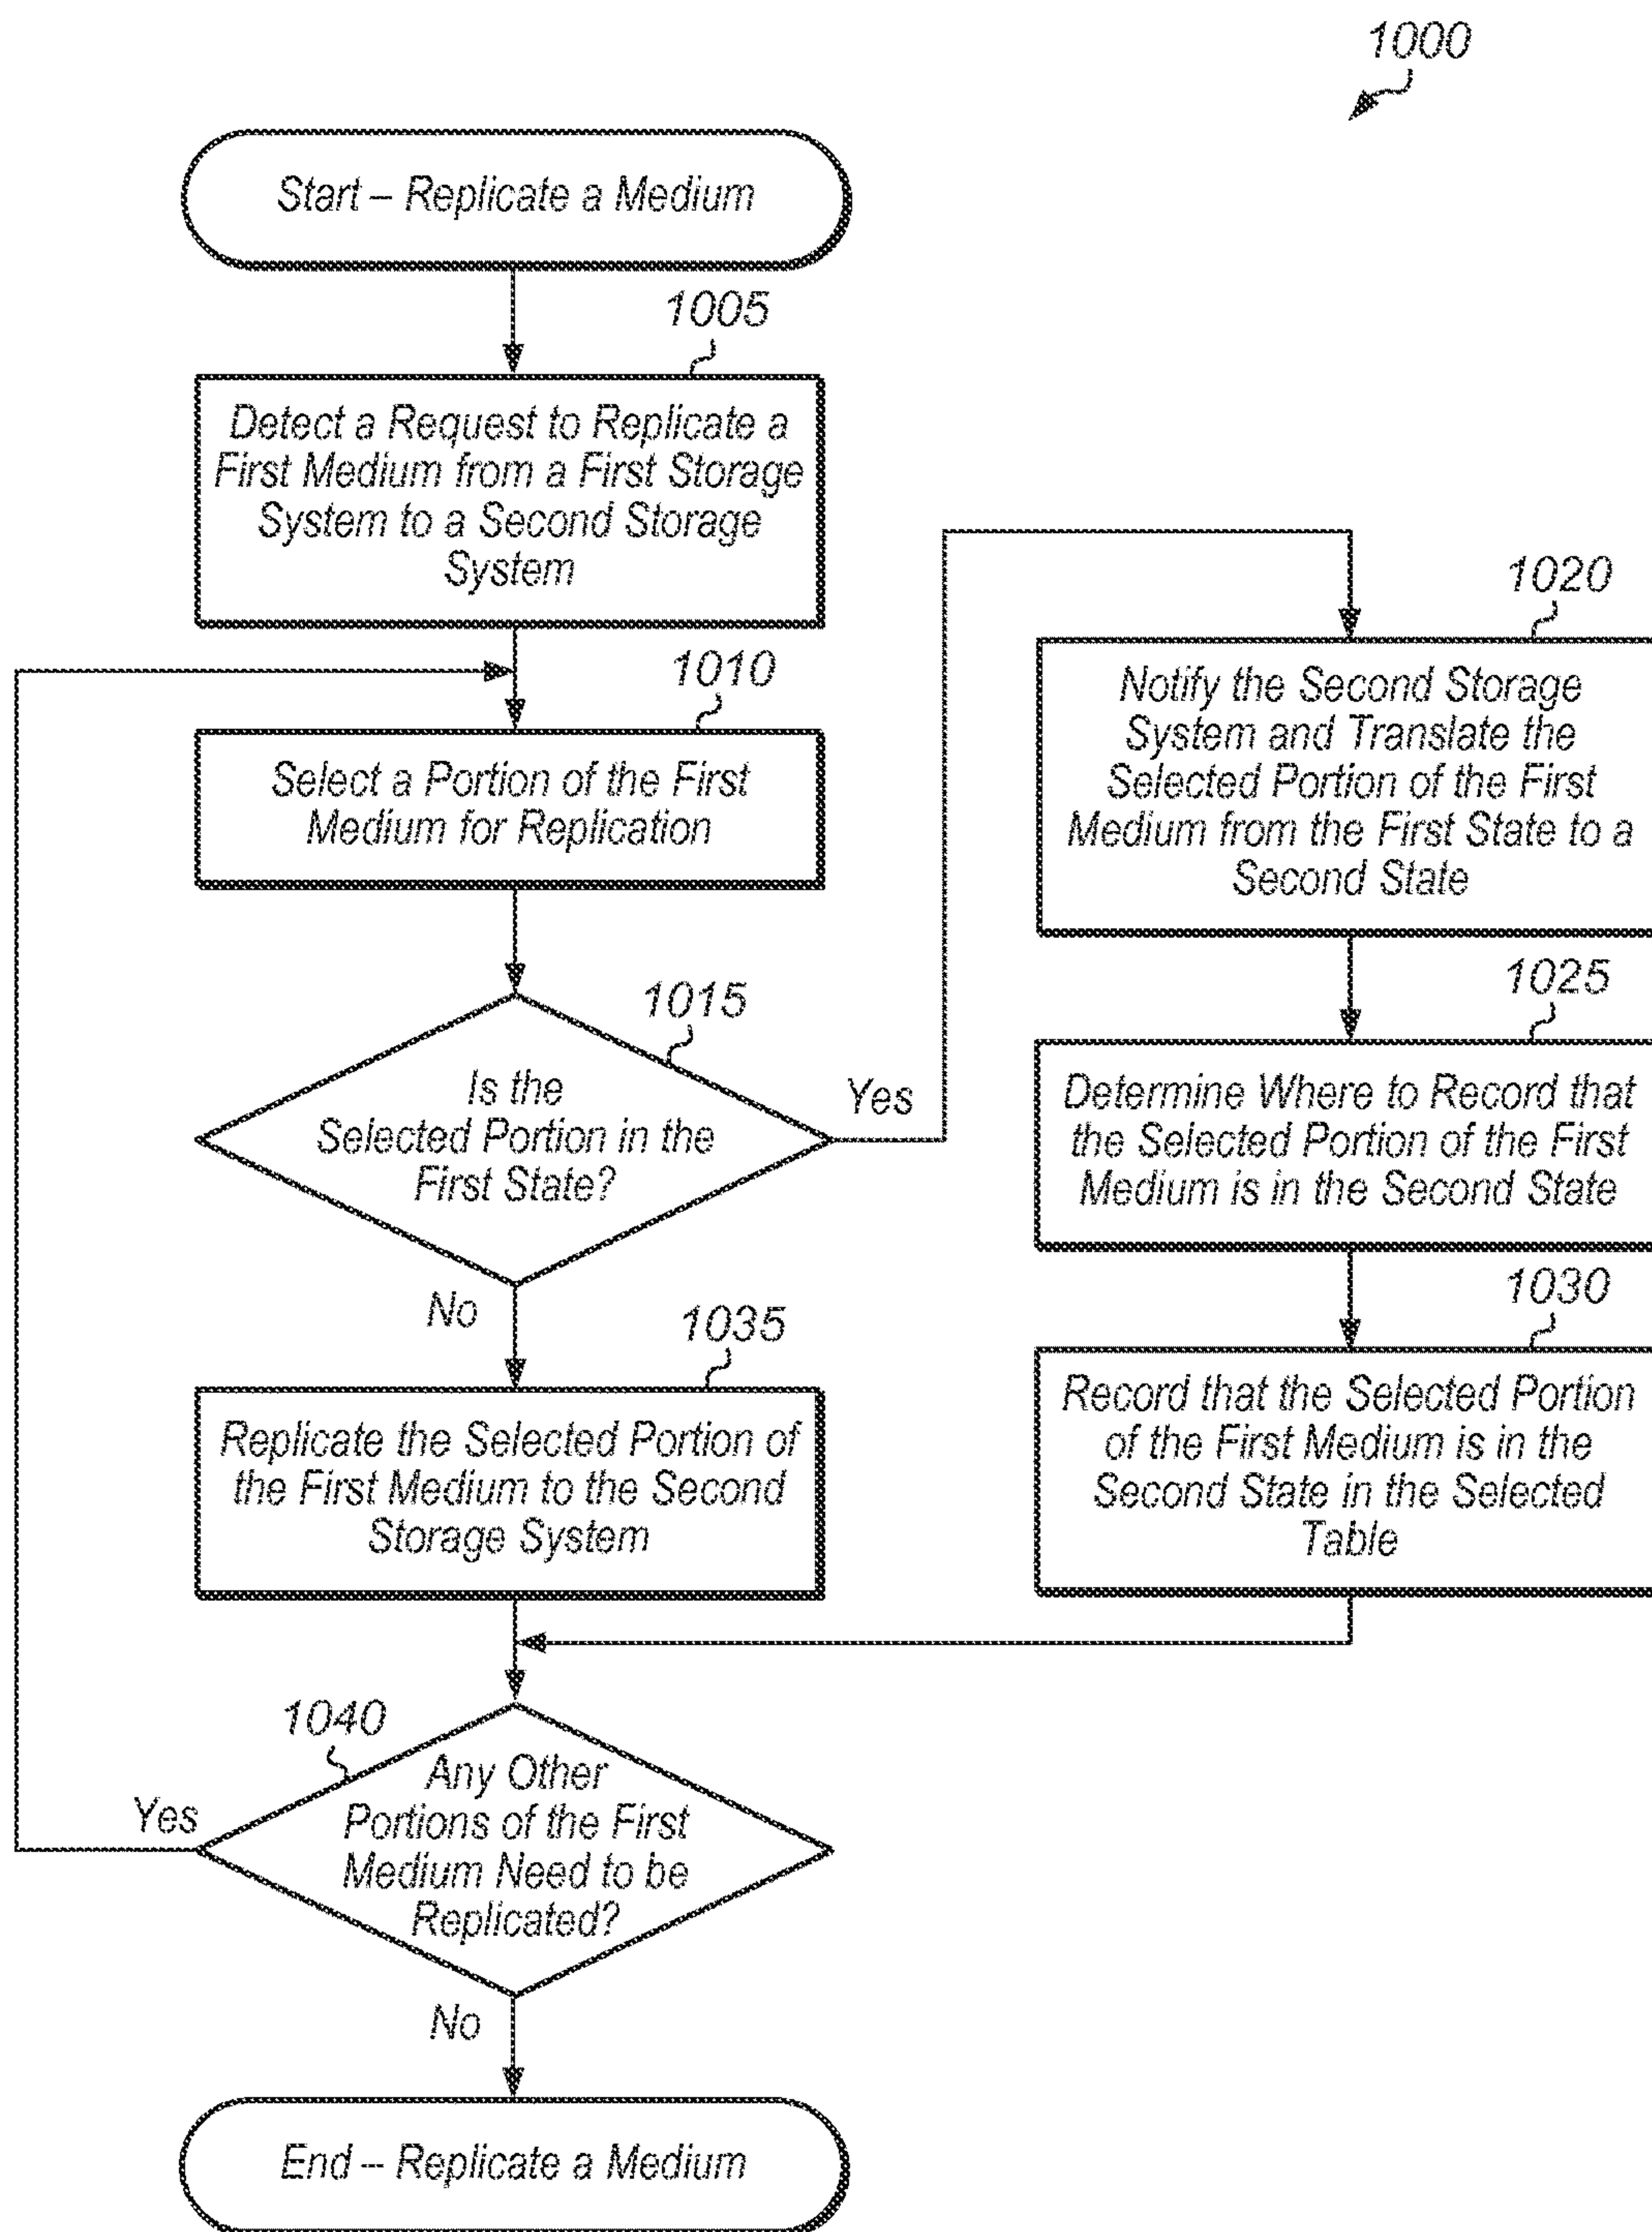 1000
Start – Replicate a Medium
1005
Detect a Request to Replicate a
First Medium from a First Storage
System to a Second Storage
System
1010
Select a Portion of the First
Medium for Replication
1015
Is the
Selected Portion in the
First State?
Yes
No
1020
Notify the Second Storage
System and Translate the
Selected Portion of the First
Medium from the First State to a
Second State
1025
Determine Where to Record that
the Selected Portion of the First
Medium is in the Second State
1030
Record that the Selected Portion
of the First Medium is in the
Second State in the Selected
Table
1035
Replicate the Selected Portion of
the First Medium to the Second
Storage System
1040
Any Other
Portions of the First
Medium Need to be
Replicated?
Yes
No
End -- Replicate a Medium